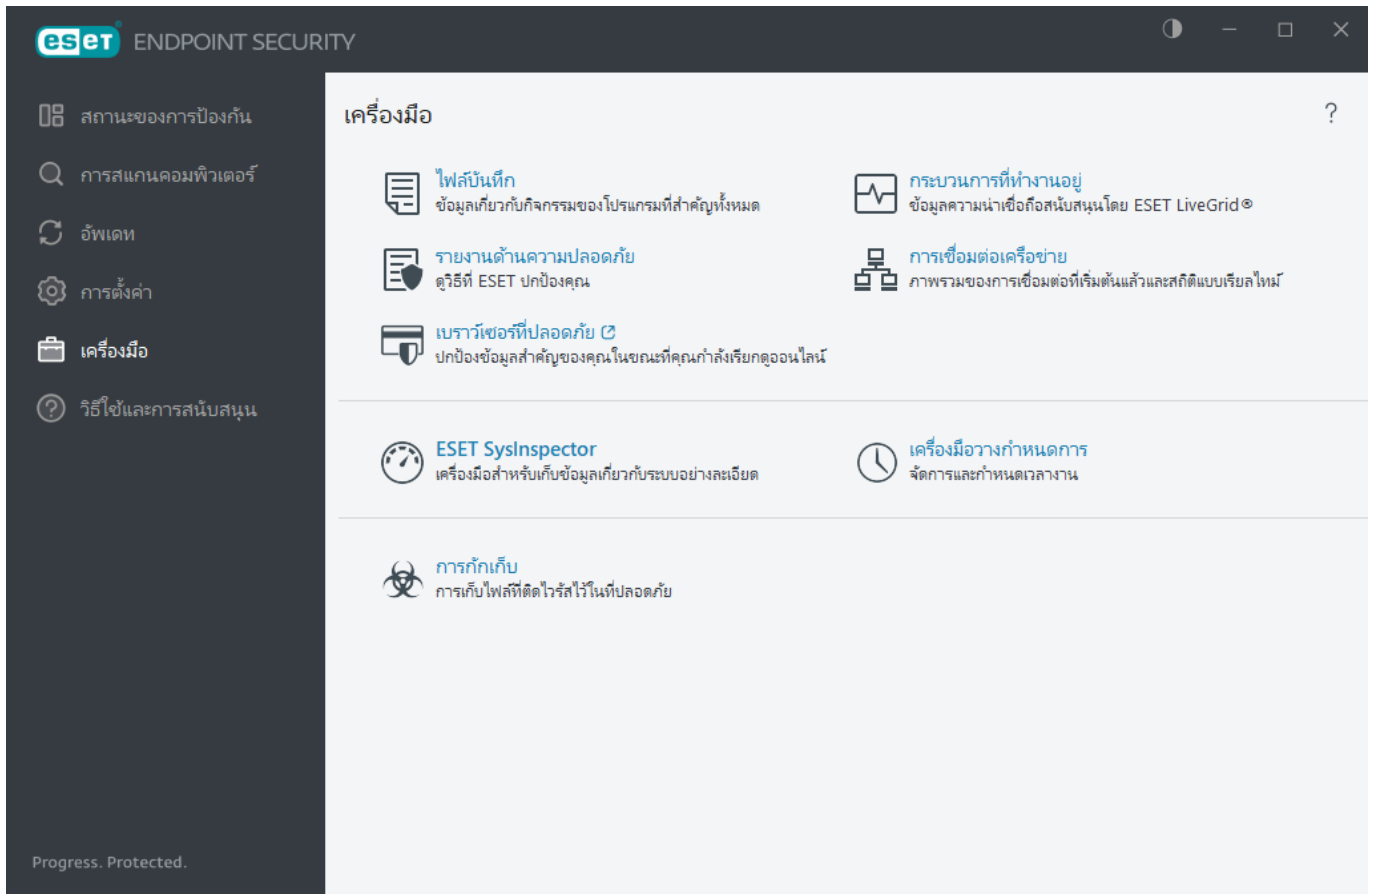 eset ENDPOINT SECURITY
สถานะของการป้องกัน
การสแกนคอมพิวเตอร์
อัพเดท
การตั้งค่า
เครื่องมือ
วิธีใช้และการสนับสนุน
Progress. Protected.
เครื่องมือ
?
ไฟล์บันทึก
ข้อมูลเกี่ยวกับกิจกรรมของโปรแกรมที่สำคัญทั้งหมด
กระบวนการที่ทำงานอยู่
ข้อมูลความน่าเชื่อถือสนับสนุนโดย ESET LiveGrid®
รายงานด้านความปลอดภัย
ดูวิธีที่ ESET ปกป้องคุณ
การเชื่อมต่อเครือข่าย
ภาพรวมของการเชื่อมต่อที่เริ่มต้นแล้วและสถิติแบบเรียลไทม์
เบราว์เซอร์ที่ปลอดภัย
ปกป้องข้อมูลสำคัญของคุณในขณะที่คุณกำลังเรียกดูออนไลน์
ESET SysInspector
เครื่องมือสำหรับเก็บข้อมูลเกี่ยวกับระบบอย่างละเอียด
เครื่องมือวางกำหนดการ
จัดการและกำหนดเวลางาน
การกักเก็บ
การเก็บไฟล์ที่ติดไวรัสไว้ในที่ปลอดภัย